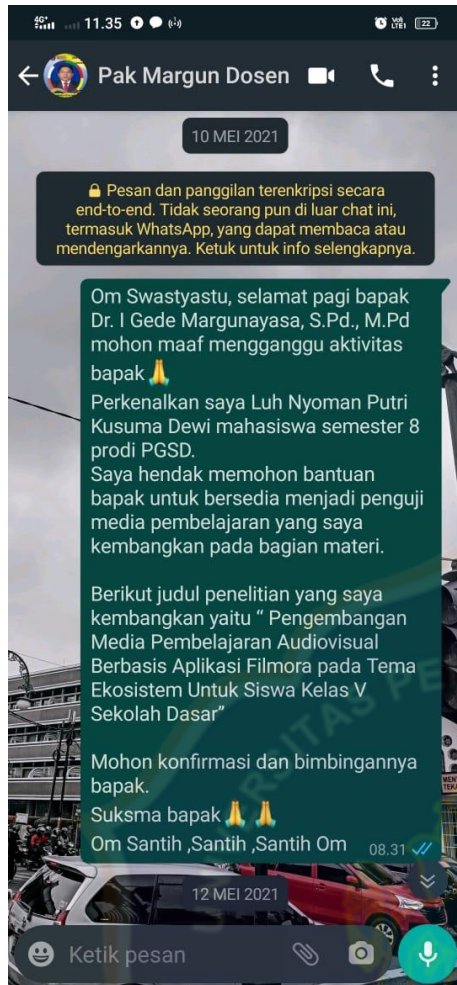 4G+ 11.35 Vo) LTE1 22
Pak Margun Dosen
10 MEI 2021
Pesan dan panggilan terenkripsi secara
end-to-end. Tidak seorang pun di luar chat ini,
termasuk WhatsApp, yang dapat membaca atau
mendengarkannya. Ketuk untuk info selengkapnya.
Om Swastyastu, selamat pagi bapak
Dr. I Gede Margunayasa, S.Pd., M.Pd
mohon maaf mengganggu aktivitas
bapak🙏
Perkenalkan saya Luh Nyoman Putri
Kusuma Dewi mahasiswa semester 8
prodi PGSD.
Saya hendak memohon bantuan
bapak untuk bersedia menjadi penguji
media pembelajaran yang saya
kembangkan pada bagian materi.
Berikut judul penelitian yang saya
kembangkan yaitu “ Pengembangan
Media Pembelajaran Audiovisual
Berbasis Aplikasi Filmora pada Tema
Ekosistem Untuk Siswa Kelas V
Sekolah Dasar”
Mohon konfirmasi dan bimbingannya
bapak.
Suksma bapak🙏🙏
Om Santih ,Santih ,Santih Om 08.31
12 MEI 2021
Ketik pesan